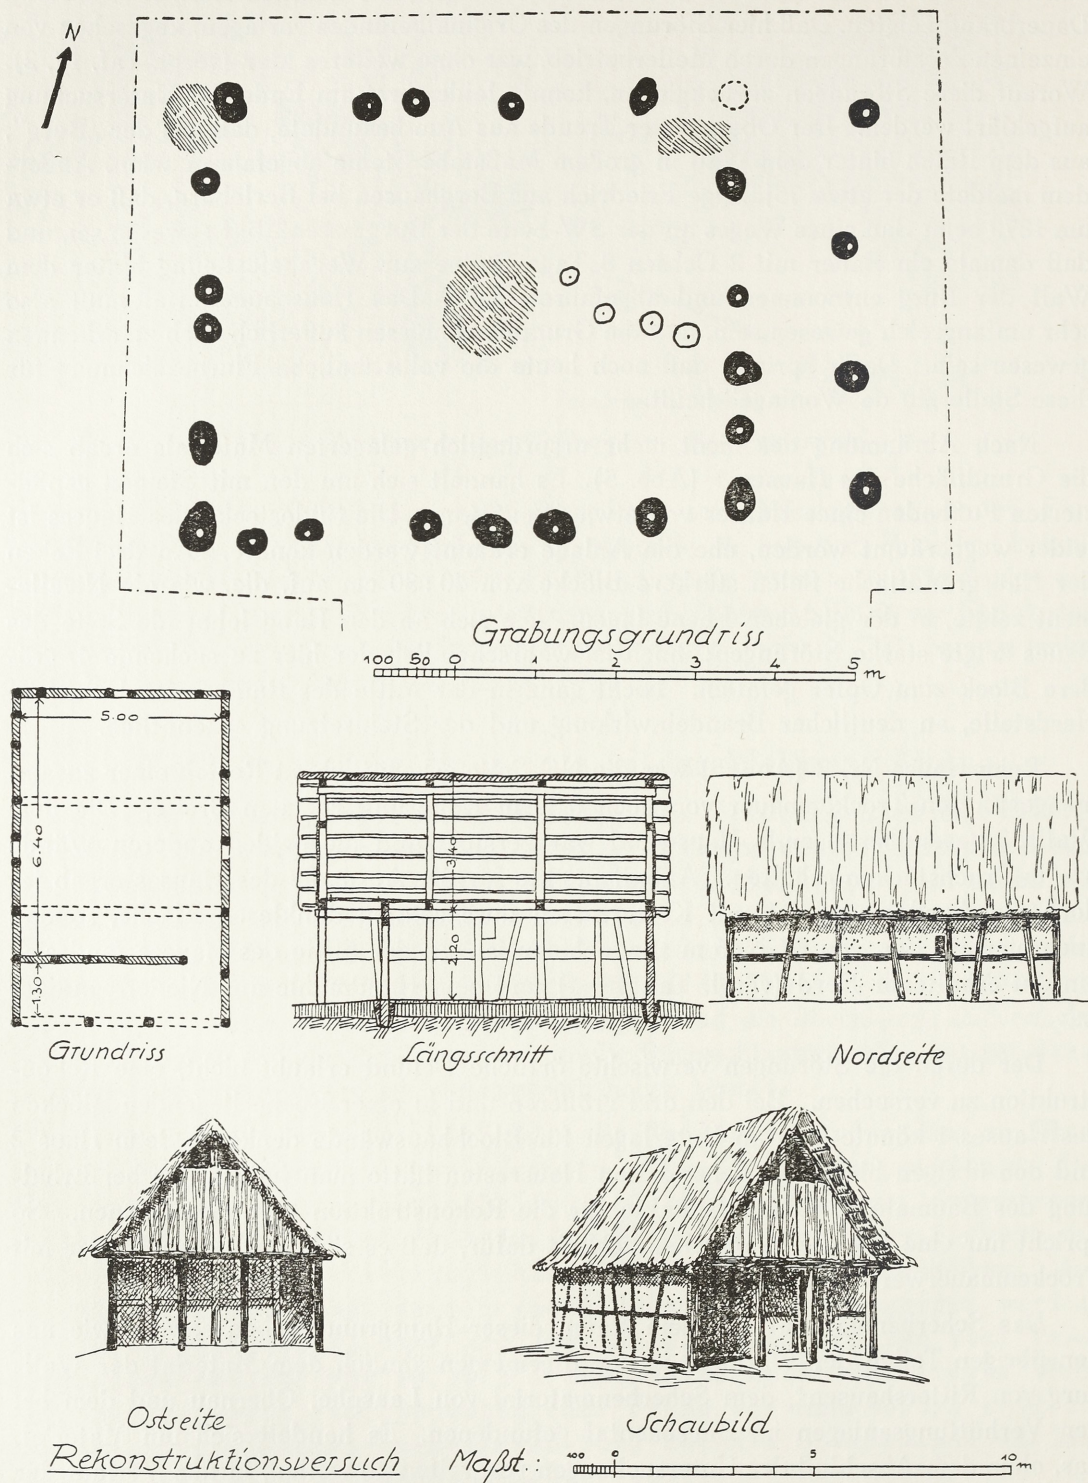 N
Grabungsgrundriss
100 50 0 1 2 3 4 5 m
5.00
6.40
1.30
3.40
2.20
Grundriss
Längsschnitt
Nordseite
Ostseite
Schaubild
Rekonstruktionsversuch
Maßst.:
100 0 5 10 m